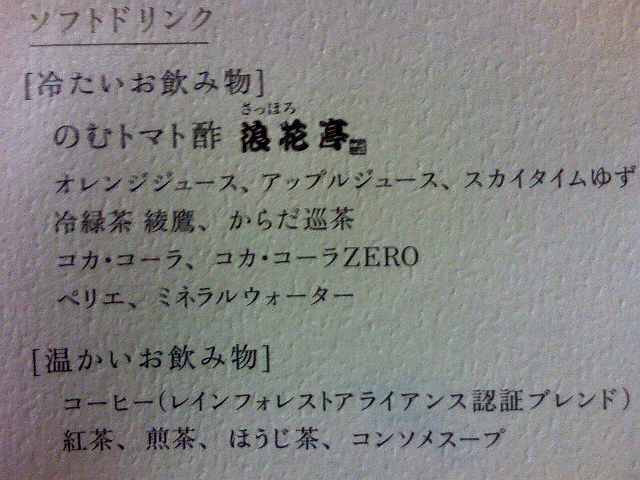 ソフトドリンク
[冷たいお飲み物]
さっぽろ
のむトマト酢 浪花亭
オレンジジュース、アップルジュース、スカイタイムゆず
冷緑茶 綾鷹、からだ巡茶
コカ・コーラ、コカ・コーラZERO
ペリエ、ミネラルウォーター
[温かいお飲み物]
コーヒー(レインフォレストアライアンス認証ブレンド)
紅茶、煎茶、ほうじ茶、コンソメスープ